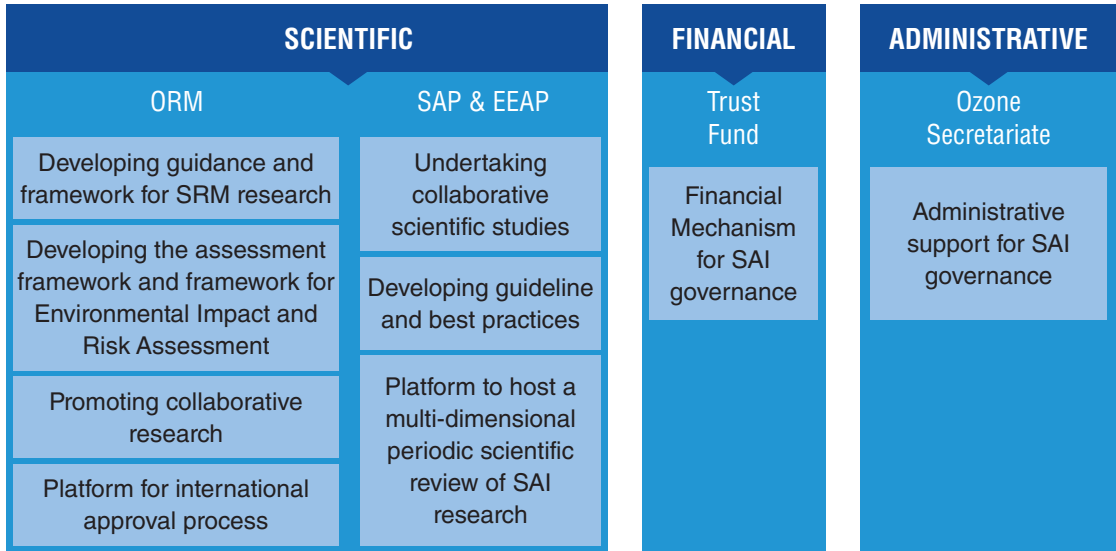 SCIENTIFIC
ORM
Developing guidance and
framework for SRM research
Developing the assessment
framework and framework for
Environmental Impact and
Risk Assessment
Promoting collaborative
research
Platform for international
approval process
SAP & EEAP
Undertaking
collaborative
scientific studies
Developing guideline
and best practices
Platform to host a
multi-dimensional
periodic scientific
review of SAI
research
FINANCIAL
Trust
Fund
Financial
Mechanism
for SAI
governance
ADMINISTRATIVE
Ozone
Secretariate
Administrative
support for SAI
governance